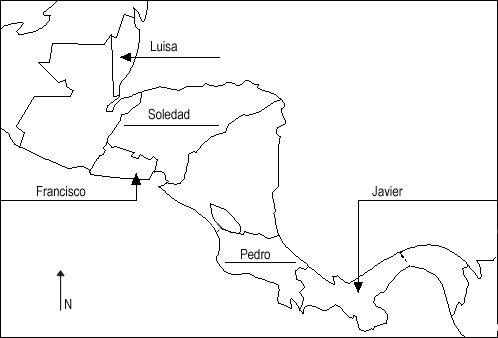 Luisa
Soledad
Francisco
Javier
Pedro
N